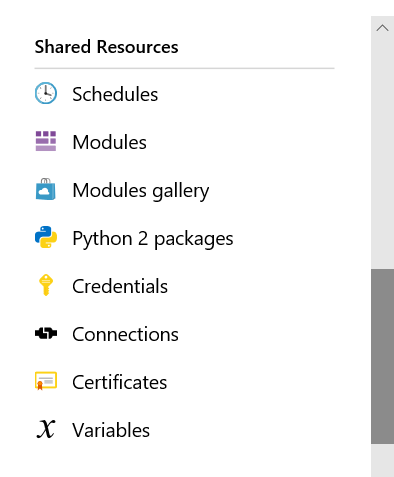 Shared Resources
Schedules
Modules
Modules gallery
Python 2 packages
Credentials
Connections
Certificates
Variables